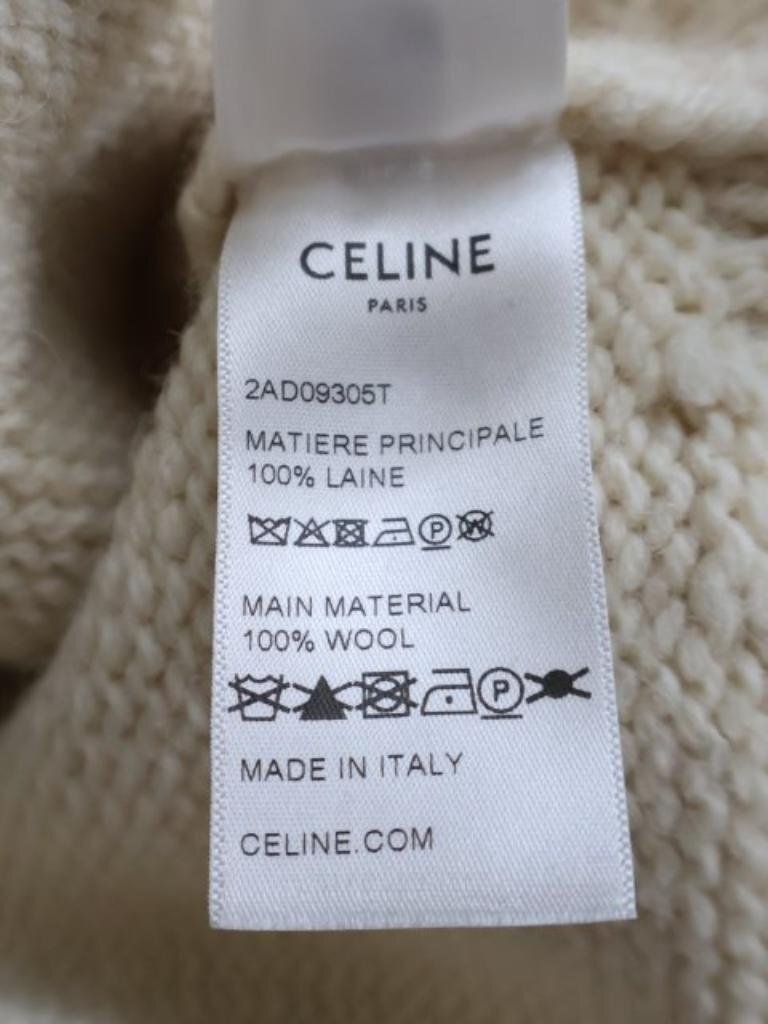 CELINE
PARIS
2AD09305T
MATIERE PRINCIPALE
100% LAINE
P W
MAIN MATERIAL
100% WOOL
P
MADE IN ITALY
CELINE.COM